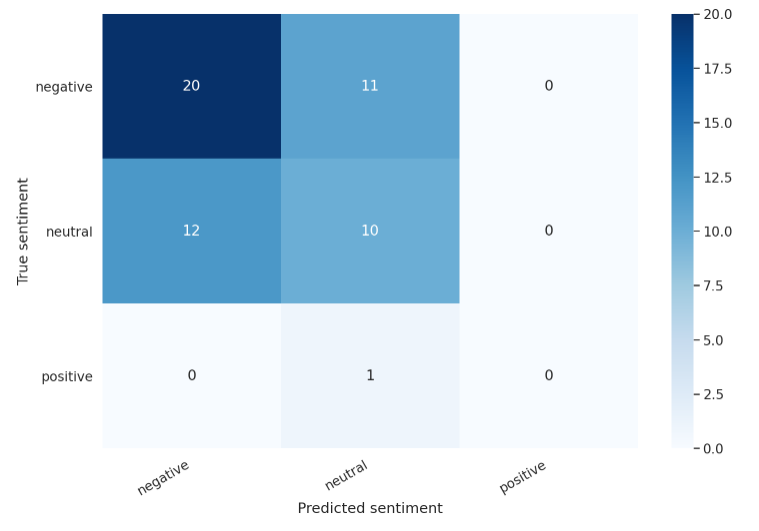 negative 20 11 0
neutral 12 10 0
positive 0 1 0
negative neutral positive
Predicted sentiment
True sentiment
20.0
17.5
15.0
12.5
10.0
7.5
5.0
2.5
0.0